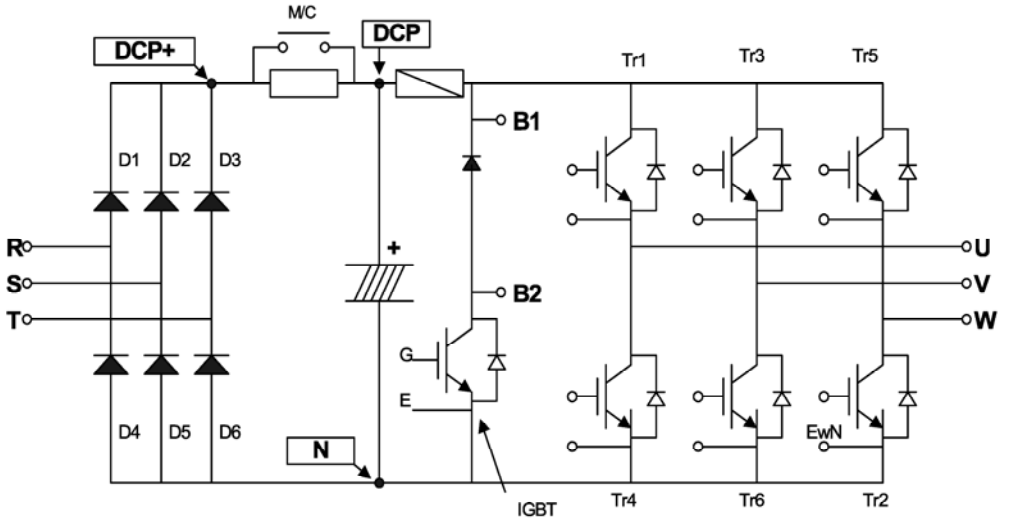 M/C
DCP+
DCP
Tr1
Tr3
Tr5
B1
D1
D2
D3
R
+
U
S
B2
V
T
W
G
E
D4
D5
D6
EwN
N
IGBT
Tr4
Tr6
Tr2